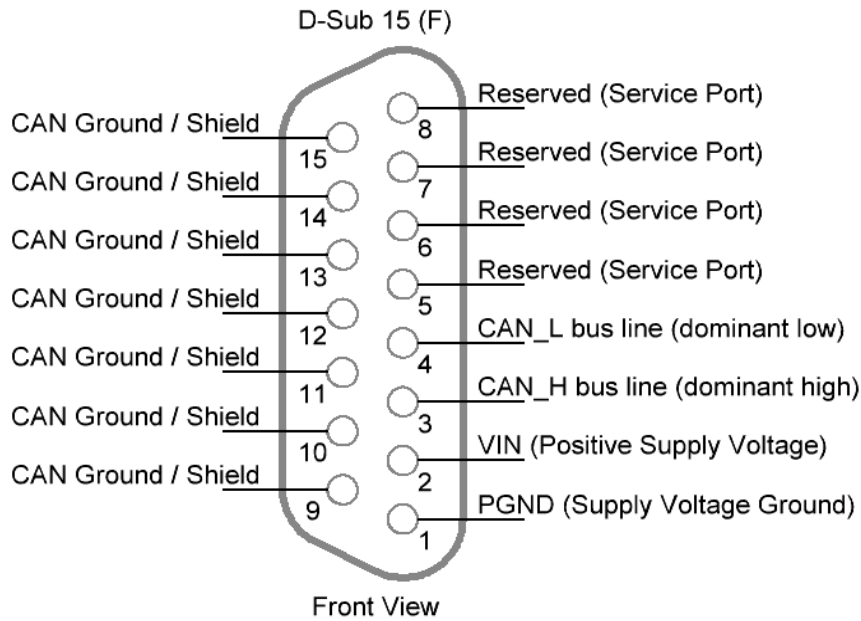 D-Sub 15 (F)
Reserved (Service Port)
8
CAN Ground / Shield
15
Reserved (Service Port)
7
CAN Ground / Shield
14
Reserved (Service Port)
6
CAN Ground / Shield
13
Reserved (Service Port)
5
CAN Ground / Shield
12
CAN_L bus line (dominant low)
4
CAN Ground / Shield
11
CAN_H bus line (dominant high)
3
CAN Ground / Shield
10
VIN (Positive Supply Voltage)
2
CAN Ground / Shield
9
PGND (Supply Voltage Ground)
1
Front View